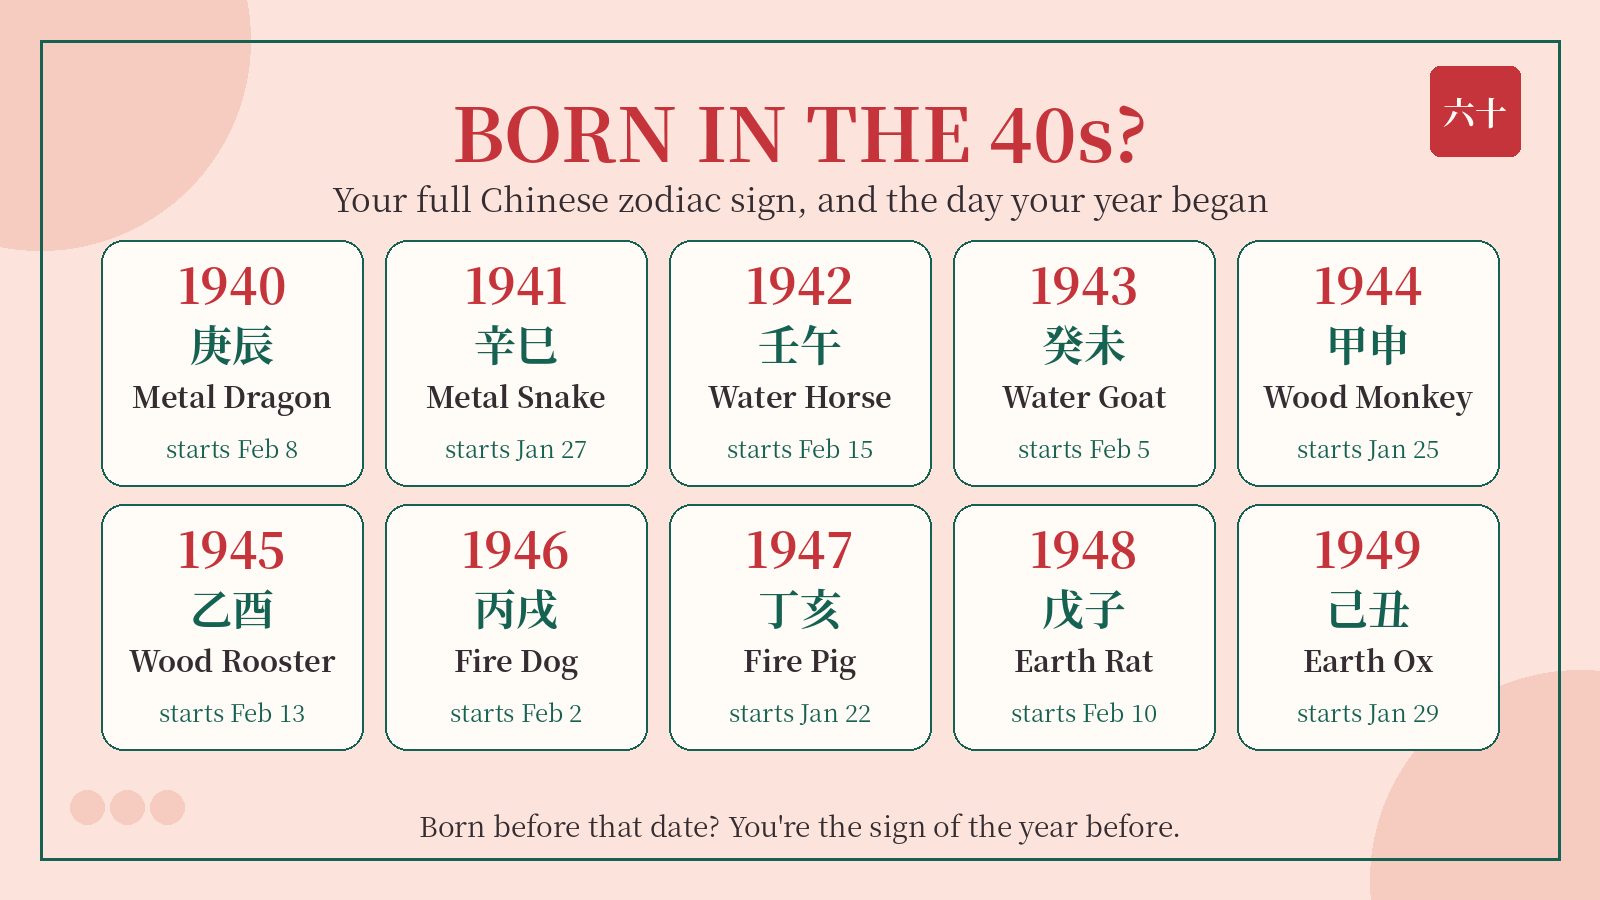 六十
BORN IN THE 40s?
Your full Chinese zodiac sign, and the day your year began
1940
庚辰
Metal Dragon
starts Feb 8
1941
辛巳
Metal Snake
starts Jan 27
1942
壬午
Water Horse
starts Feb 15
1943
癸未
Water Goat
starts Feb 5
1944
甲申
Wood Monkey
starts Jan 25
1945
乙酉
Wood Rooster
starts Feb 13
1946
丙戌
Fire Dog
starts Feb 2
1947
丁亥
Fire Pig
starts Jan 22
1948
戊子
Earth Rat
starts Feb 10
1949
己丑
Earth Ox
starts Jan 29
Born before that date? You're the sign of the year before.